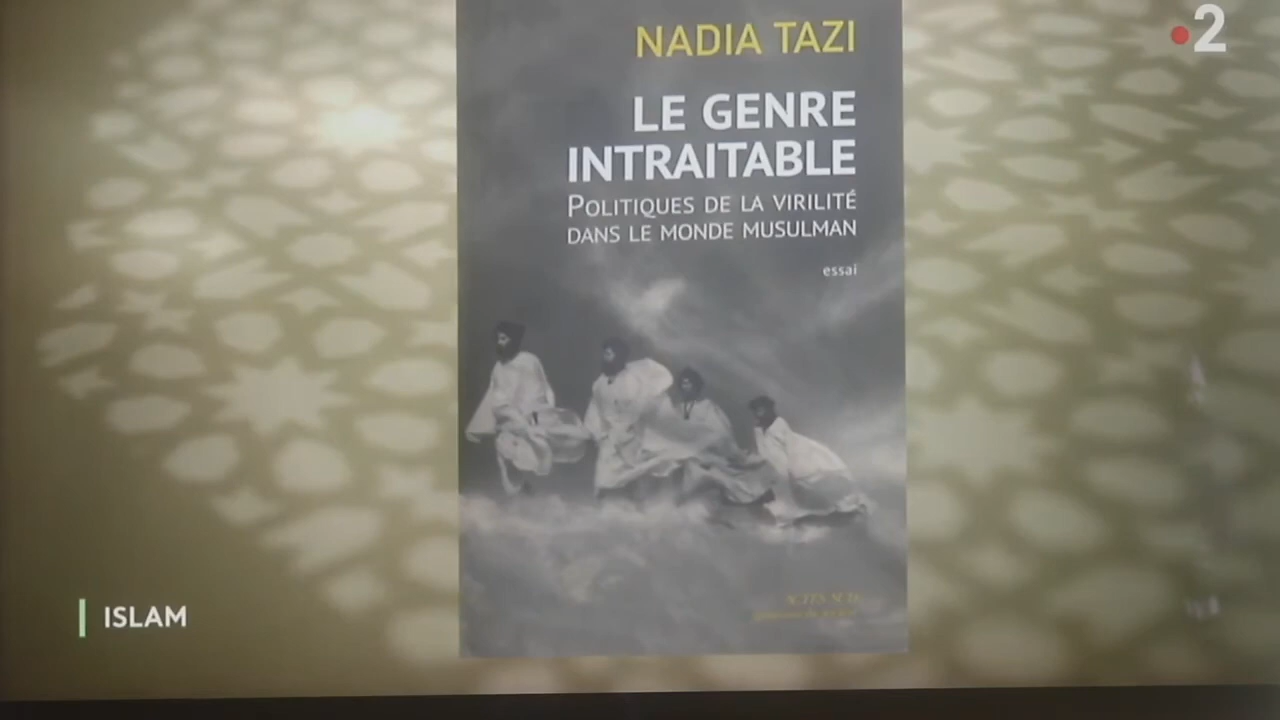 2
NADIA TAZI
LE GENRE
INTRAITABLE
POLITIQUES DE LA VIRILITÉ
DANS LE MONDE MUSULMAN
essai
ACTES SUD
ISLAM